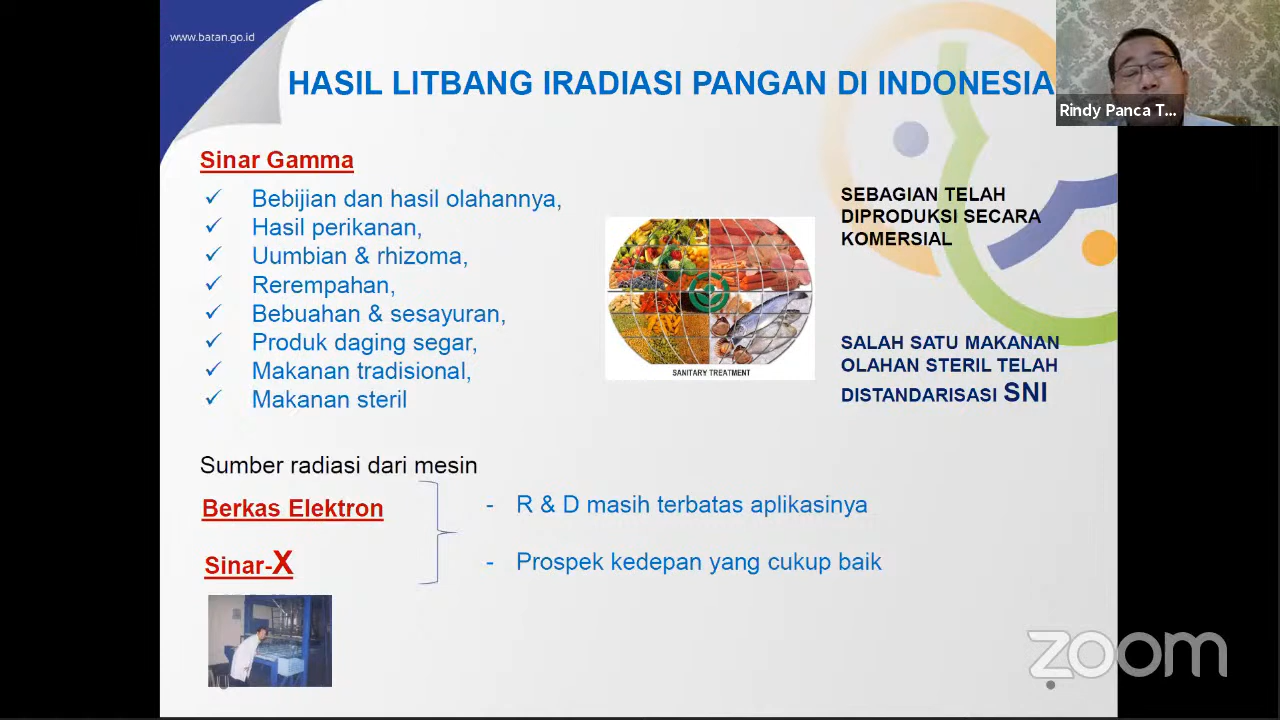 www.batan.go.id
HASIL LITBANG IRADIASI PANGAN DI INDONESIA
Rindy Panca T...
Sinar Gamma
✓ Bebijian dan hasil olahannya,
✓ Hasil perikanan,
✓ Uumbian & rhizoma,
✓ Rerempahan,
✓ Bebuahan & sesayuran,
✓ Produk daging segar,
✓ Makanan tradisional,
✓ Makanan steril
SANITARY TREATMENT
SEBAGIAN TELAH
DIPRODUKSI SECARA
KOMERSIAL
SALAH SATU MAKANAN
OLAHAN STERIL TELAH
DISTANDARISASI SNI
Sumber radiasi dari mesin
Berkas Elektron
Sinar-X
- R & D masih terbatas aplikasinya
- Prospek kedepan yang cukup baik
zoom